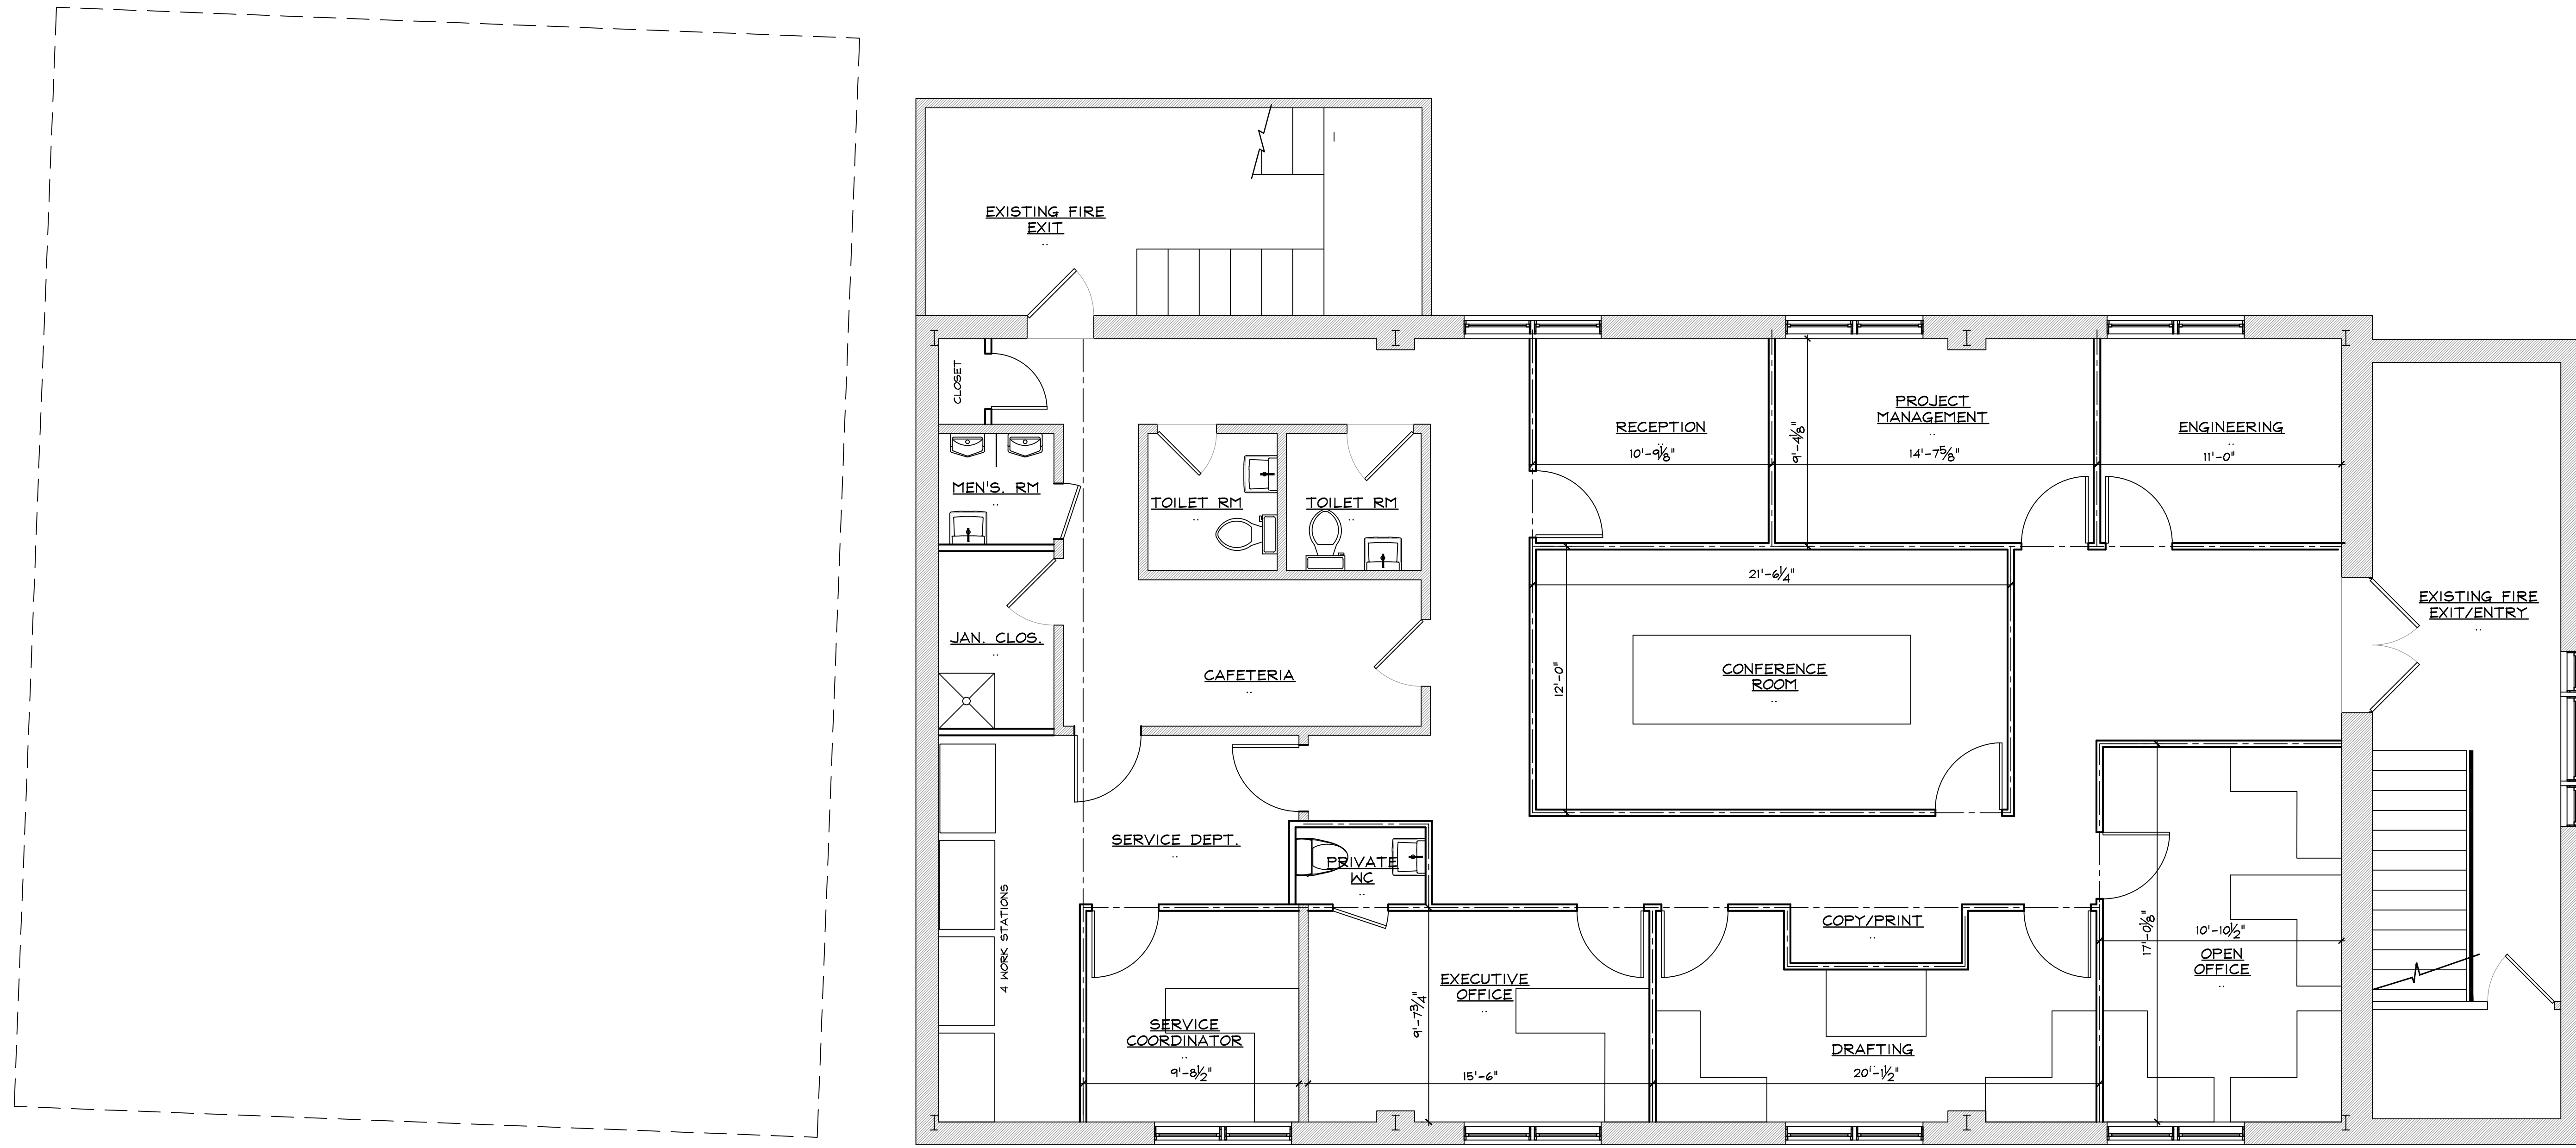 EXISTING FIRE
EXIT
CLOSET
RECEPTION
10'-9⅛"
9'-4⅛"
PROJECT
MANAGEMENT
14'-7⅝"
ENGINEERING
11'-0"
MEN'S. RM
TOILET RM
TOILET RM
21'-6¼"
EXISTING FIRE
EXIT/ENTRY
JAN. CLOS.
CAFETERIA
12'-0"
CONFERENCE
ROOM
SERVICE DEPT.
PRIVATE
WC
4 WORK STATIONS
COPY/PRINT
17'-0⅛"
10'-10½"
OPEN
OFFICE
EXECUTIVE
OFFICE
9'-7¾"
SERVICE
COORDINATOR
9'-8½"
15'-6"
DRAFTING
20'-1½"